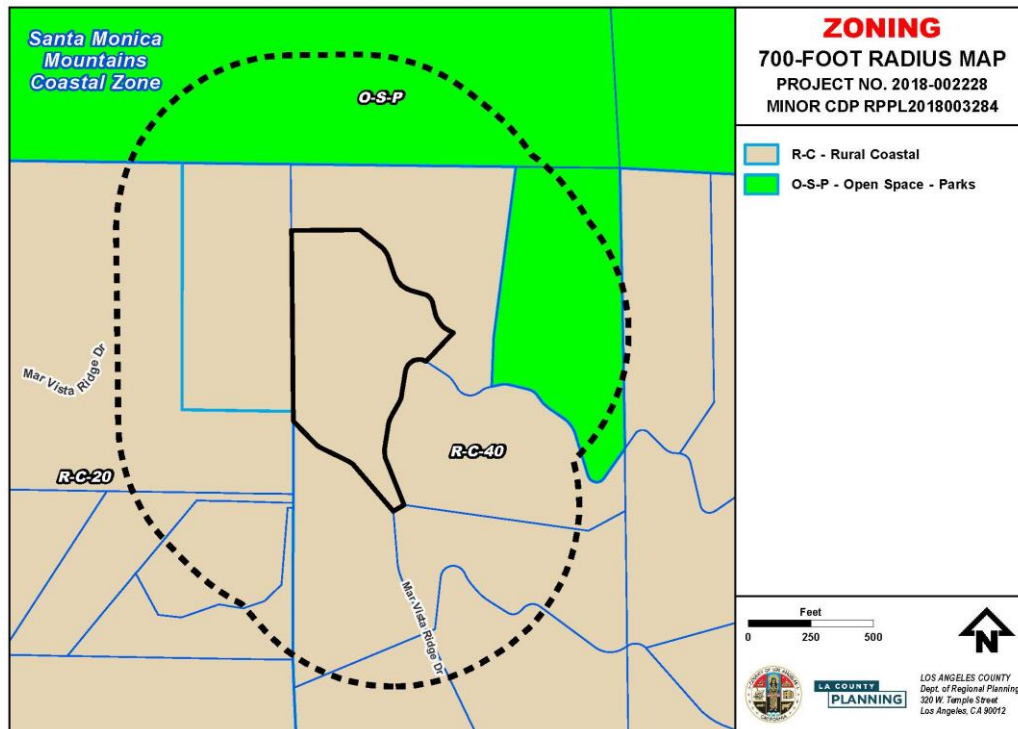 Santa Monica
Mountains
Coastal Zone
O-S-P
Mar Vista Ridge Dr
R-C-20
R-C-40
Mar Vista Ridge Dr
ZONING
700-FOOT RADIUS MAP
PROJECT NO. 2018-002228
MINOR CDP RPPL2018003284
R-C - Rural Coastal
O-S-P - Open Space - Parks
Feet
0 250 500
N
LA COUNTY
PLANNING
LOS ANGELES COUNTY
Dept. of Regional Planning
320 W. Temple Street
Los Angeles, CA 90012